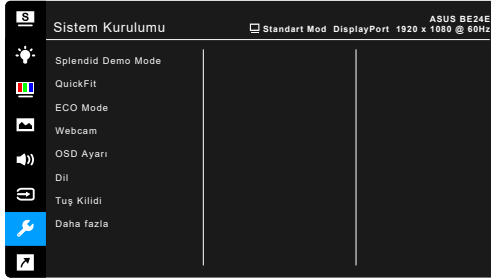 S
ASUS BE24E
Sistem Kurulumu
Standart Mod DisplayPort 1920 x 1080 @ 60Hz
Splendid Demo Mode
QuickFit
ECO Mode
Webcam
OSD Ayarı
Dil
Tuş Kilidi
Daha fazla